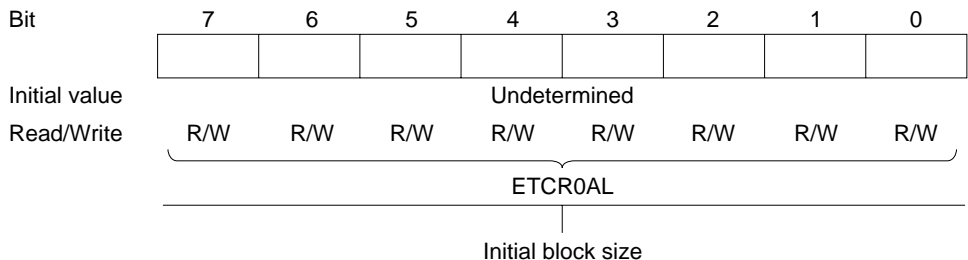 Bit 7 6 5 4 3 2 1 0
Initial value Undetermined
Read/Write R/W R/W R/W R/W R/W R/W R/W R/W
ETCR0AL
Initial block size